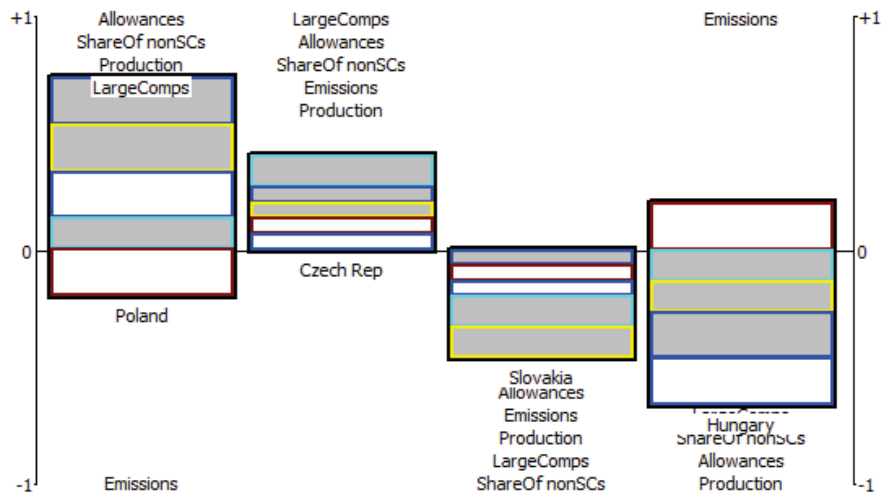 +1
Allowances
ShareOf nonSCs
Production
LargeComps
LargeComps
Allowances
ShareOf nonSCs
Emissions
Production
Emissions
+1
0
0
Poland
Czech Rep
Slovakia
Allowances
Emissions
Production
LargeComps
ShareOf nonSCs
LargeComps
Hungary
ShareOf nonSCs
Allowances
Production
-1
Emissions
-1